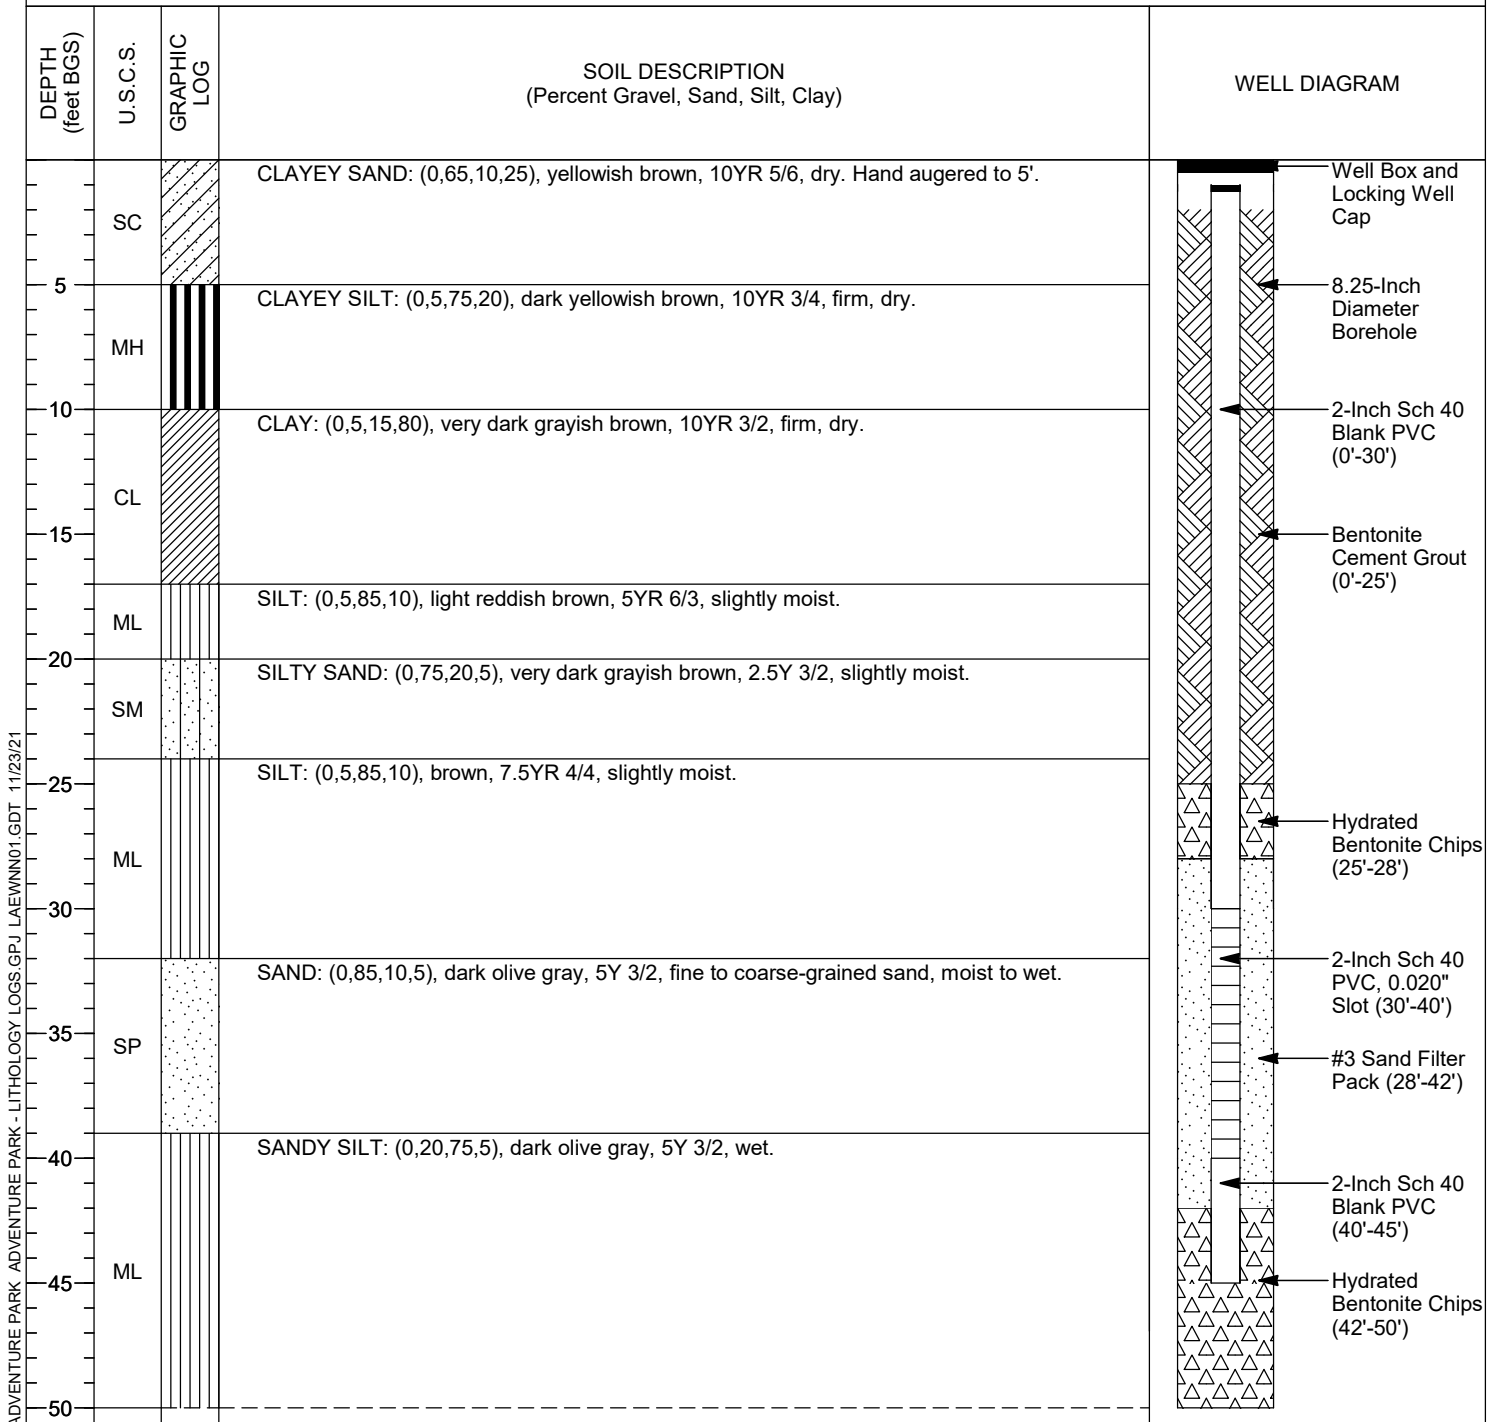 DEPTH
(feet BGS)
U.S.C.S.
GRAPHIC
LOG
SOIL DESCRIPTION
(Percent Gravel, Sand, Silt, Clay)
WELL DIAGRAM
CLAYEY SAND: (0,65,10,25), yellowish brown, 10YR 5/6, dry. Hand augered to 5'.
SC
Well Box and
Locking Well
Cap
5
CLAYEY SILT: (0,5,75,20), dark yellowish brown, 10YR 3/4, firm, dry.
MH
8.25-Inch
Diameter
Borehole
10
CLAY: (0,5,15,80), very dark grayish brown, 10YR 3/2, firm, dry.
CL
2-Inch Sch 40
Blank PVC
(0'-30')
15
Bentonite
Cement Grout
(0'-25')
SILT: (0,5,85,10), light reddish brown, 5YR 6/3, slightly moist.
ML
20
SILTY SAND: (0,75,20,5), very dark grayish brown, 2.5Y 3/2, slightly moist.
SM
SILT: (0,5,85,10), brown, 7.5YR 4/4, slightly moist.
25
ML
Hydrated
Bentonite Chips
(25'-28')
30
SAND: (0,85,10,5), dark olive gray, 5Y 3/2, fine to coarse-grained sand, moist to wet.
2-Inch Sch 40
PVC, 0.020"
Slot (30'-40')
35
SP
#3 Sand Filter
Pack (28'-42')
SANDY SILT: (0,20,75,5), dark olive gray, 5Y 3/2, wet.
40
2-Inch Sch 40
Blank PVC
(40'-45')
ML
45
Hydrated
Bentonite Chips
(42'-50')
50
ADVENTURE PARK ADVENTURE PARK - LITHOLOGY LOGS.GPJ LAEWNN01.GDT 11/23/21